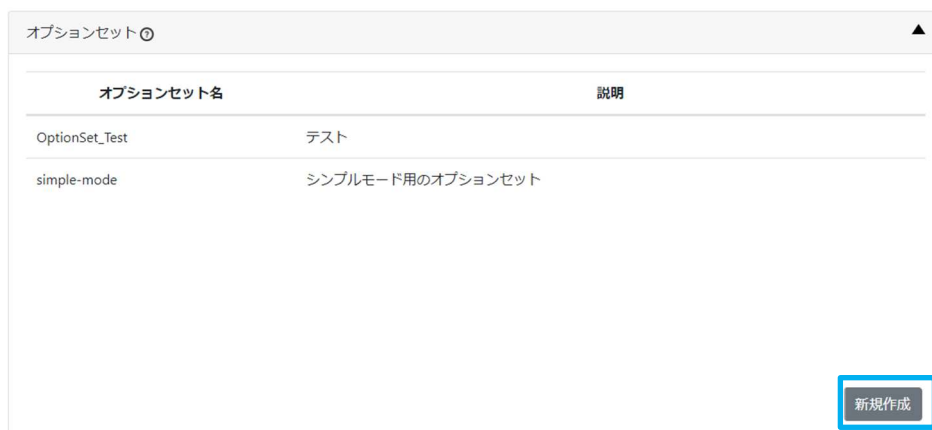 オプションセット ?
オプションセット名 説明
OptionSet_Test テスト
simple-mode シンプルモード用のオプションセット
新規作成